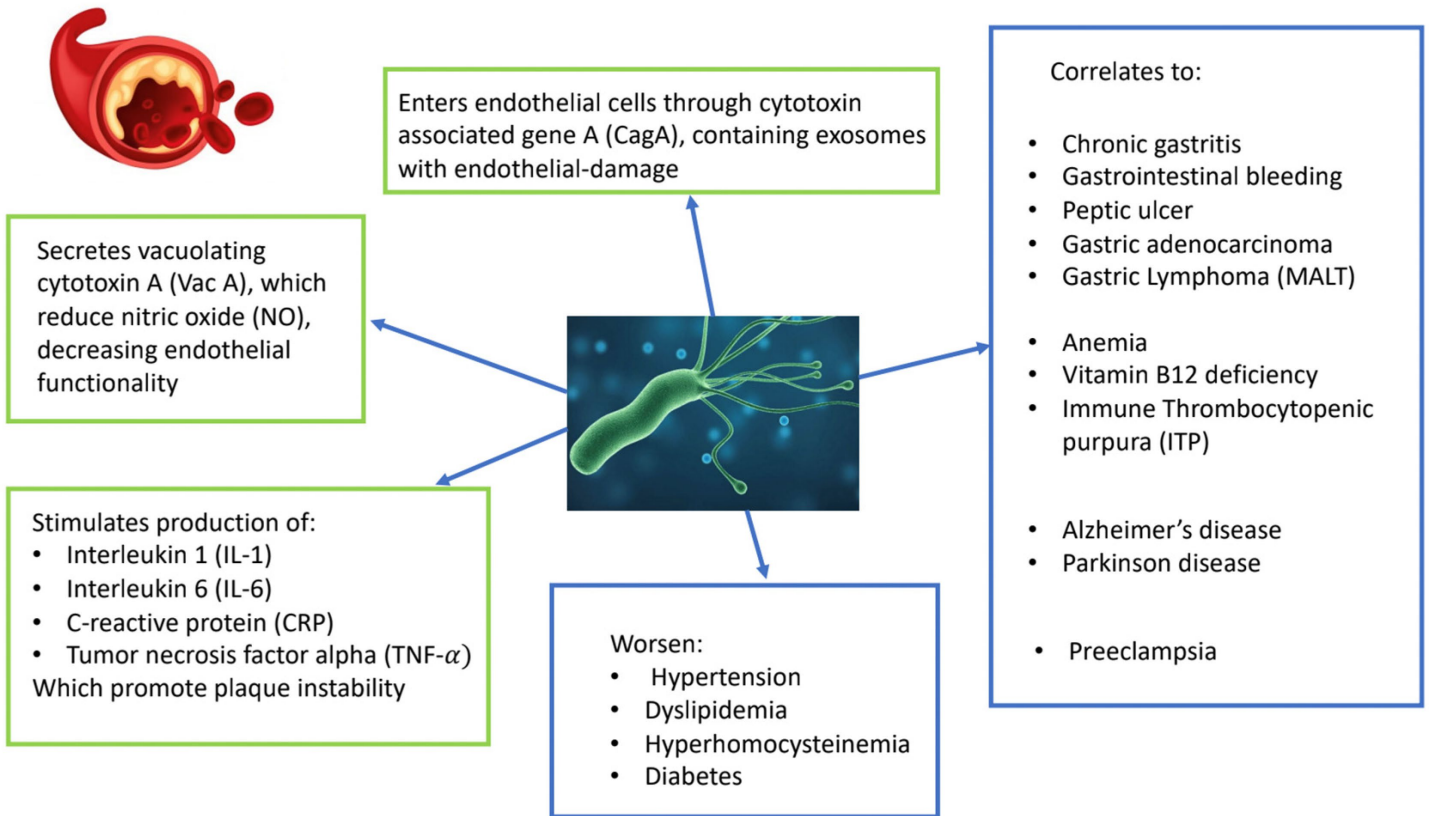 Enters endothelial cells through cytotoxin
associated gene A (CagA), containing exosomes
with endothelial-damage
Secretes vacuolating
cytotoxin A (Vac A), which
reduce nitric oxide (NO),
decreasing endothelial
functionality
Stimulates production of:
• Interleukin 1 (IL-1)
• Interleukin 6 (IL-6)
• C-reactive protein (CRP)
• Tumor necrosis factor alpha (TNF-α)
Which promote plaque instability
Worsen:
• Hypertension
• Dyslipidemia
• Hyperhomocysteinemia
• Diabetes
Correlates to:
• Chronic gastritis
• Gastrointestinal bleeding
• Peptic ulcer
• Gastric adenocarcinoma
• Gastric Lymphoma (MALT)
• Anemia
• Vitamin B12 deficiency
• Immune Thrombocytopenic
purpura (ITP)
• Alzheimer’s disease
• Parkinson disease
• Preeclampsia